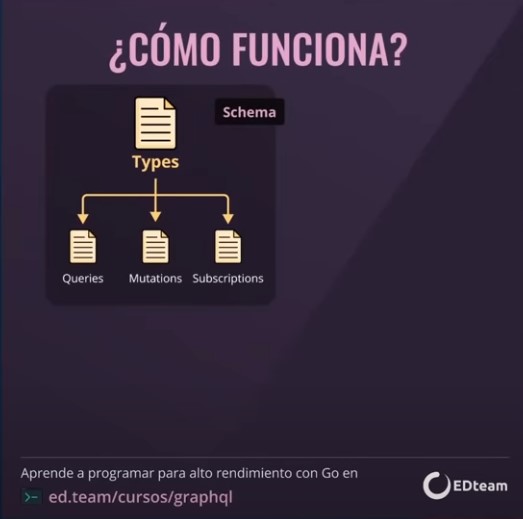 ¿CÓMO FUNCIONA?
Schema
Types
Queries Mutations Subscriptions
Aprende a programar para alto rendimiento con Go en
>- ed.team/cursos/graphql
EDteam